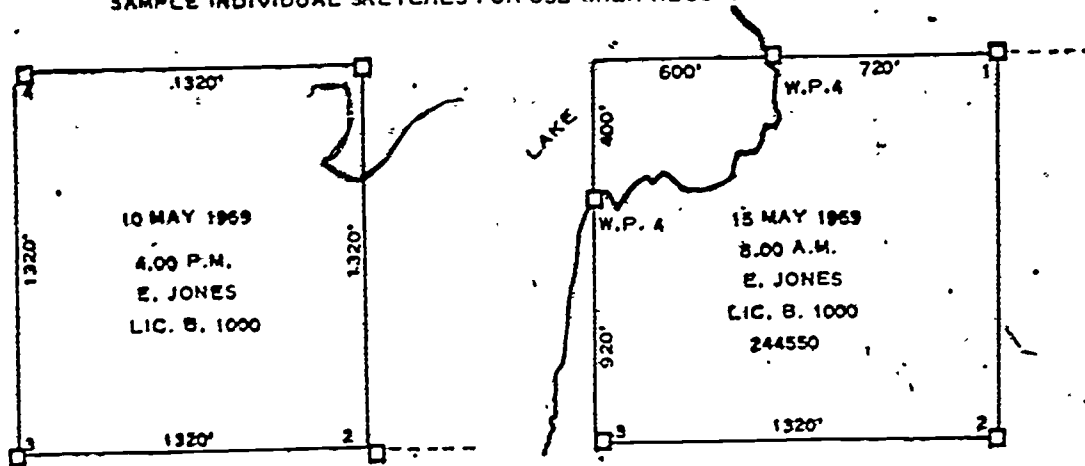 SAMPLE INDIVIDUAL SKETCHES FOR USE WHEN
4
1320'
1320'
1320'
10 MAY 1969
4.00 P.M.
E. JONES
LIC. B. 1000
3
1320'
2
600'
720'
1
W.P.4
LAKE
400'
W.P. 4
15 MAY 1969
8.00 A.M.
E. JONES
LIC. B. 1000
244550
920'
3
1320'
2